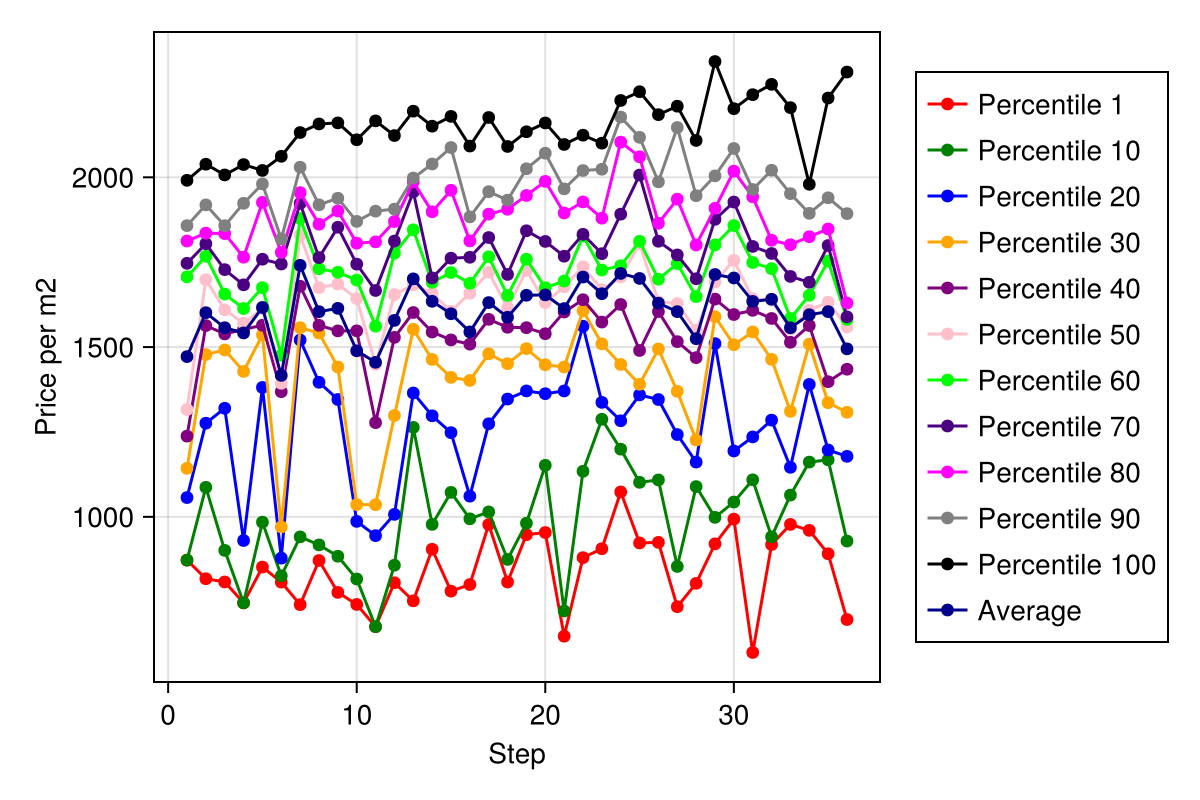 Price per m2
2000
1500
1000
0
10
20
30
Step
Percentile 1
Percentile 10
Percentile 20
Percentile 30
Percentile 40
Percentile 50
Percentile 60
Percentile 70
Percentile 80
Percentile 90
Percentile 100
Average